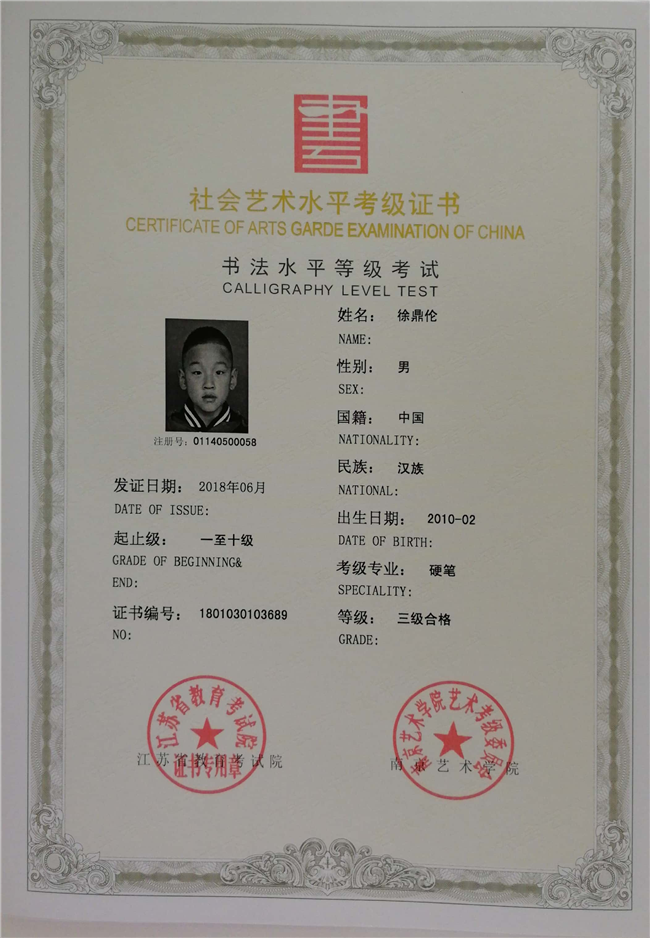 書
社会艺术水平考级证书
CERTIFICATE OF ARTS GARDE EXAMINATION OF CHINA
书法水平等级考试
CALLIGRAPHY LEVEL TEST
姓名： 徐鼎伦
NAME:
性别： 男
SEX:
国籍： 中国
NATIONALITY:
民族： 汉族
NATIONAL:
出生日期： 2010-02
DATE OF BIRTH:
考级专业： 硬笔
SPECIALITY:
等级： 三级合格
GRADE:
注册号：01140500058
发证日期： 2018年06月
DATE OF ISSUE:
起止级： 一至十级
GRADE OF BEGINNING&
END:
证书编号： 1801030103689
NO:
江苏省教育考试院
证书专用章
江苏省教育考试院
南京艺术学院艺术考级委员会
南京艺术学院